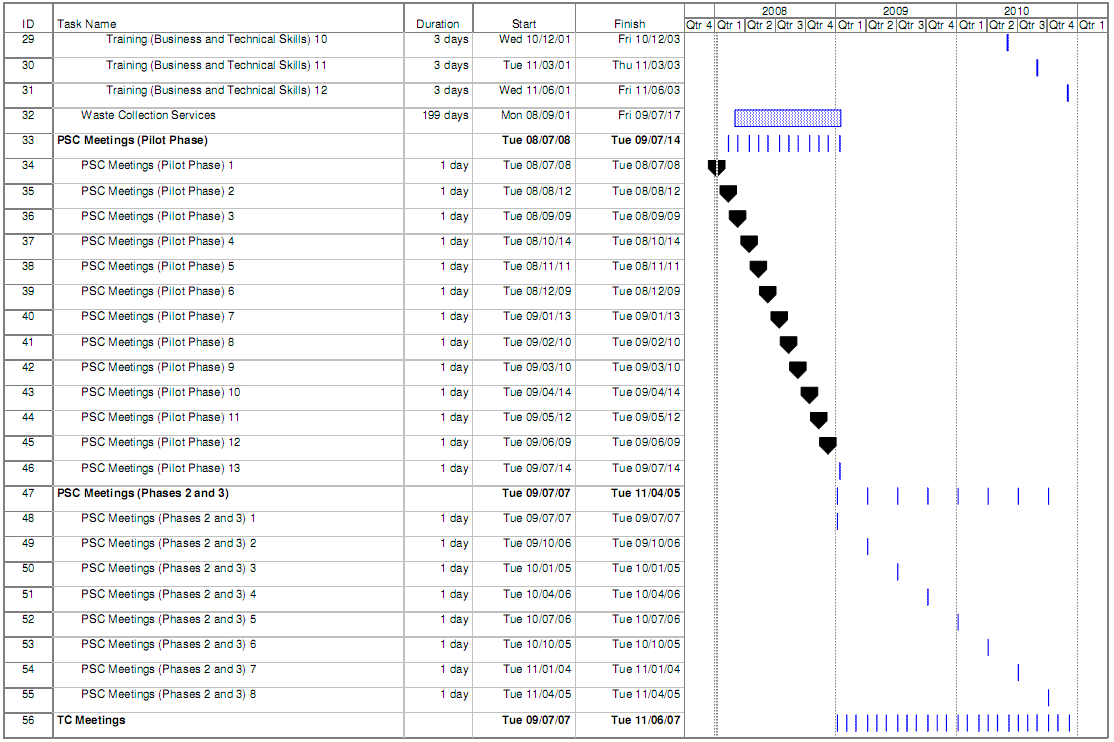 2008 2009 2010
ID Task Name Duration Start Finish Qtr 4 Qtr 1 Qtr 2 Qtr 3 Qtr 4 Qtr 1 Qtr 2 Qtr 3 Qtr 4 Qtr 1 Qtr 2 Qtr 3 Qtr 4 Qtr 1
29 Training (Business and Technical Skills) 10 3 days Wed 10/12/01 Fri 10/12/03
30 Training (Business and Technical Skills) 11 3 days Tue 11/03/01 Thu 11/03/03
31 Training (Business and Technical Skills) 12 3 days Wed 11/06/01 Fri 11/06/03
32 Waste Collection Services 199 days Mon 08/09/01 Fri 09/07/17
33 PSC Meetings (Pilot Phase) Tue 08/07/08 Tue 09/07/14
34 PSC Meetings (Pilot Phase) 1 1 day Tue 08/07/08 Tue 08/07/08
35 PSC Meetings (Pilot Phase) 2 1 day Tue 08/08/12 Tue 08/08/12
36 PSC Meetings (Pilot Phase) 3 1 day Tue 08/09/09 Tue 08/09/09
37 PSC Meetings (Pilot Phase) 4 1 day Tue 08/10/14 Tue 08/10/14
38 PSC Meetings (Pilot Phase) 5 1 day Tue 08/11/11 Tue 08/11/11
39 PSC Meetings (Pilot Phase) 6 1 day Tue 08/12/09 Tue 08/12/09
40 PSC Meetings (Pilot Phase) 7 1 day Tue 09/01/13 Tue 09/01/13
41 PSC Meetings (Pilot Phase) 8 1 day Tue 09/02/10 Tue 09/02/10
42 PSC Meetings (Pilot Phase) 9 1 day Tue 09/03/10 Tue 09/03/10
43 PSC Meetings (Pilot Phase) 10 1 day Tue 09/04/14 Tue 09/04/14
44 PSC Meetings (Pilot Phase) 11 1 day Tue 09/05/12 Tue 09/05/12
45 PSC Meetings (Pilot Phase) 12 1 day Tue 09/06/09 Tue 09/06/09
46 PSC Meetings (Pilot Phase) 13 1 day Tue 09/07/14 Tue 09/07/14
47 PSC Meetings (Phases 2 and 3) Tue 09/07/07 Tue 11/04/05
48 PSC Meetings (Phases 2 and 3) 1 1 day Tue 09/07/07 Tue 09/07/07
49 PSC Meetings (Phases 2 and 3) 2 1 day Tue 09/10/06 Tue 09/10/06
50 PSC Meetings (Phases 2 and 3) 3 1 day Tue 10/01/05 Tue 10/01/05
51 PSC Meetings (Phases 2 and 3) 4 1 day Tue 10/04/06 Tue 10/04/06
52 PSC Meetings (Phases 2 and 3) 5 1 day Tue 10/07/06 Tue 10/07/06
53 PSC Meetings (Phases 2 and 3) 6 1 day Tue 10/10/05 Tue 10/10/05
54 PSC Meetings (Phases 2 and 3) 7 1 day Tue 11/01/04 Tue 11/01/04
55 PSC Meetings (Phases 2 and 3) 8 1 day Tue 11/04/05 Tue 11/04/05
56 TC Meetings Tue 09/07/07 Tue 11/06/07